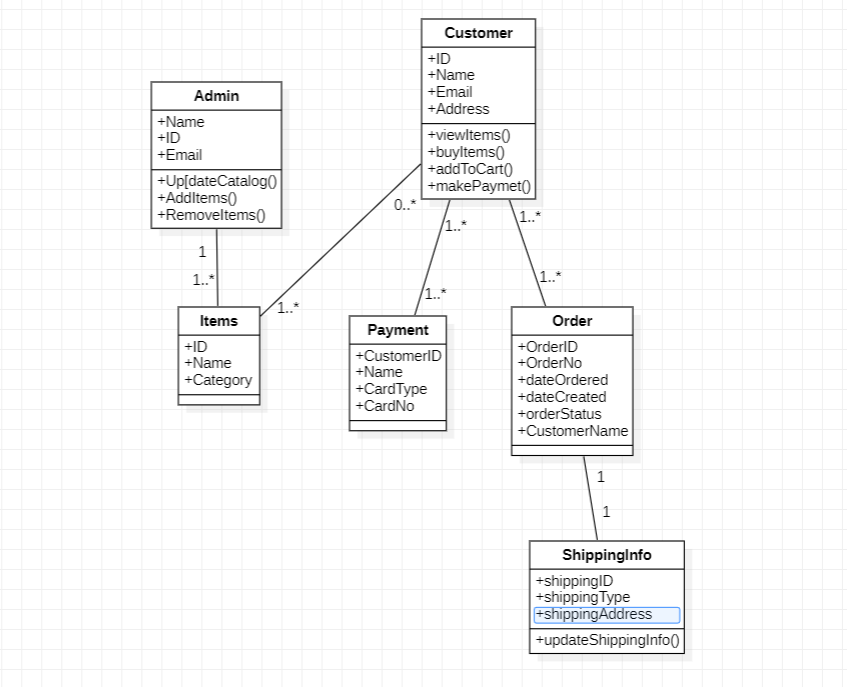 Customer
+ID
+Name
+Email
+Address
+viewItems()
+buyItems()
+addToCart()
+makePaymet()
Admin
+Name
+ID
+Email
+Up[dateCatalog()
+AddItems()
+RemoveItems()
0..*
1..*
1..*
1
1..*
1..*
1..*
1..*
Items
+ID
+Name
+Category
Payment
+CustomerID
+Name
+CardType
+CardNo
Order
+OrderID
+OrderNo
+dateOrdered
+dateCreated
+orderStatus
+CustomerName
1
1
ShippingInfo
+shippingID
+shippingType
+shippingAddress
+updateShippingInfo()